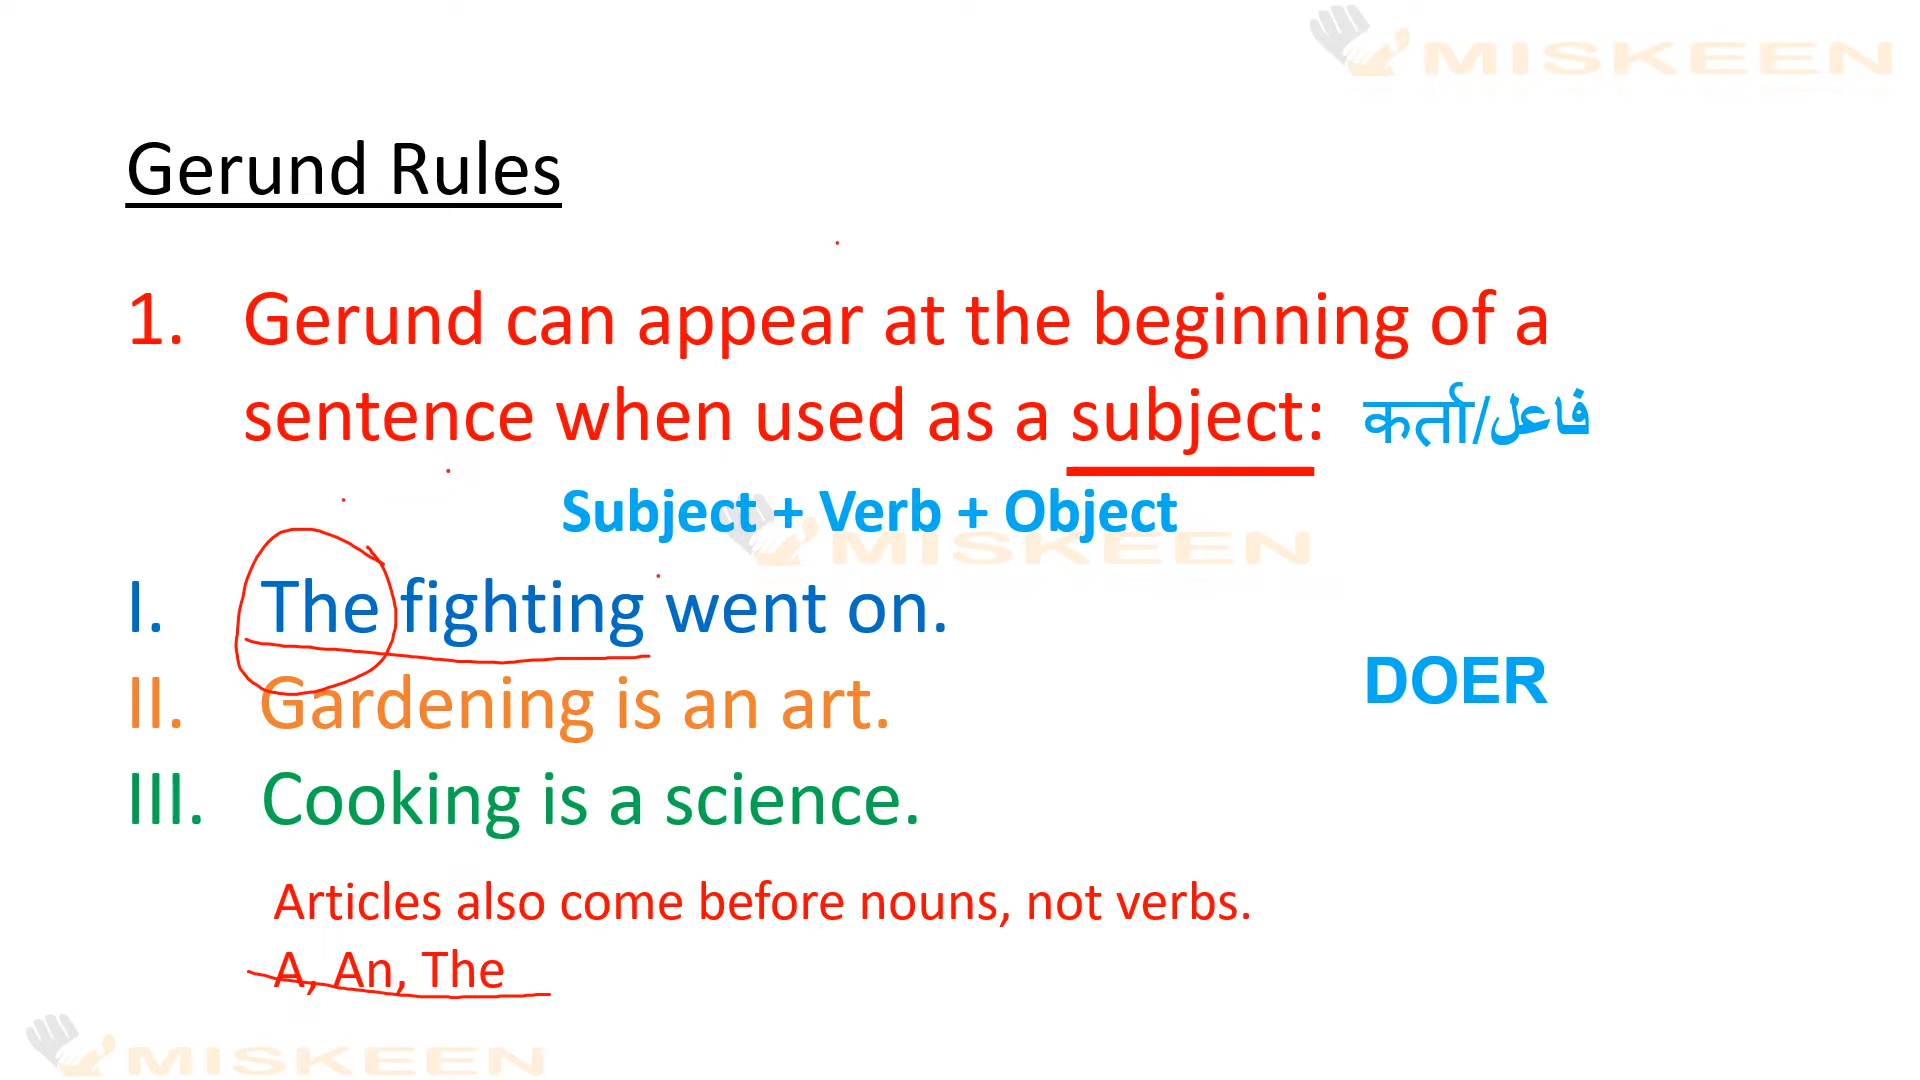 MISKEEN
Gerund Rules
1. Gerund can appear at the beginning of a
sentence when used as a subject: कर्ता/فاعل
Subject + Verb + Object
MISKEEN
I. The fighting went on.
DOER
II. Gardening is an art.
III. Cooking is a science.
Articles also come before nouns, not verbs.
A, An, The
MISKEEN